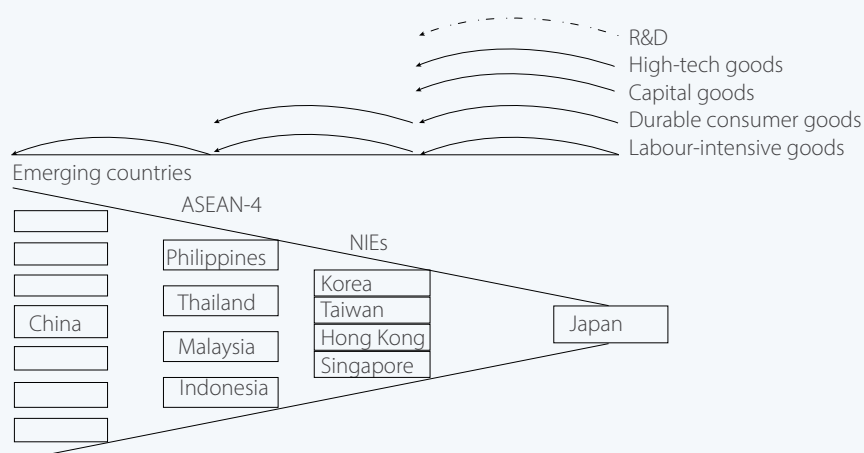 R&D
High-tech goods
Capital goods
Durable consumer goods
Labour-intensive goods
Emerging countries
ASEAN-4
NIEs
Philippines
Korea
Thailand
Taiwan
China
Japan
Hong Kong
Malaysia
Singapore
Indonesia